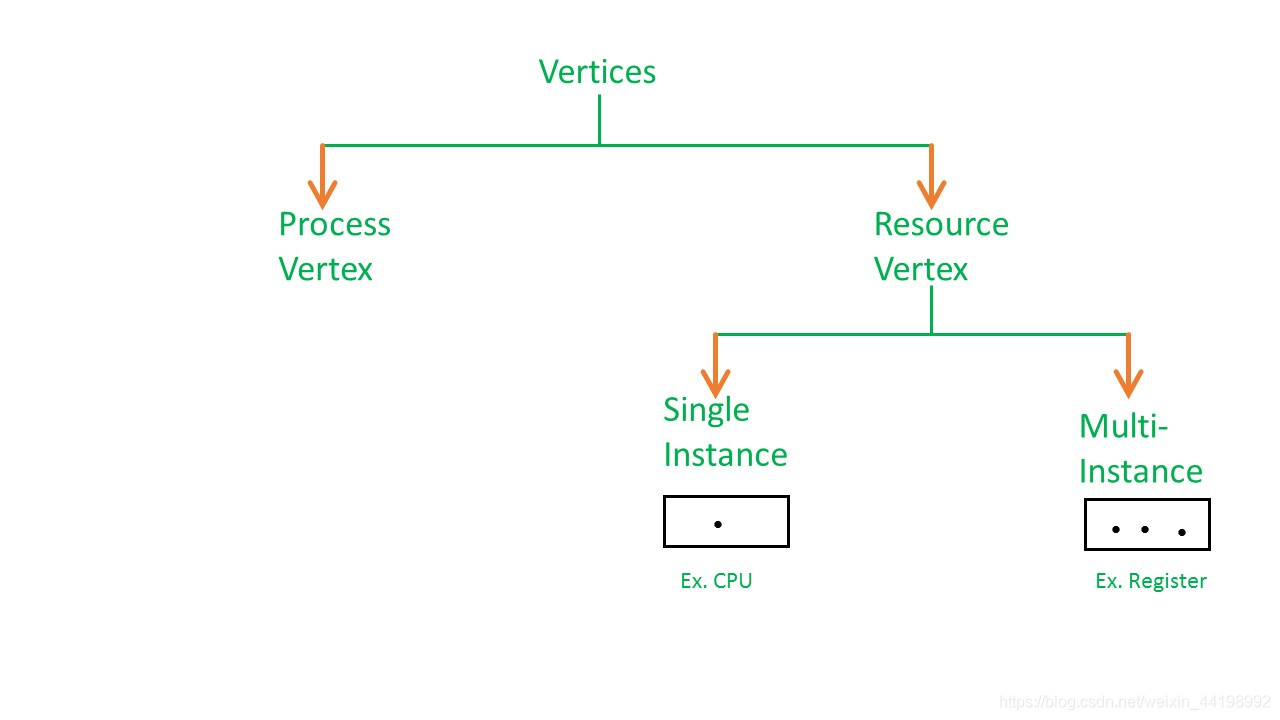 Vertices
Process
Vertex
Resource
Vertex
Single
Instance
Multi-
Instance
Ex. CPU
Ex. Register
https://blog.csdn.net/weixin_44198992